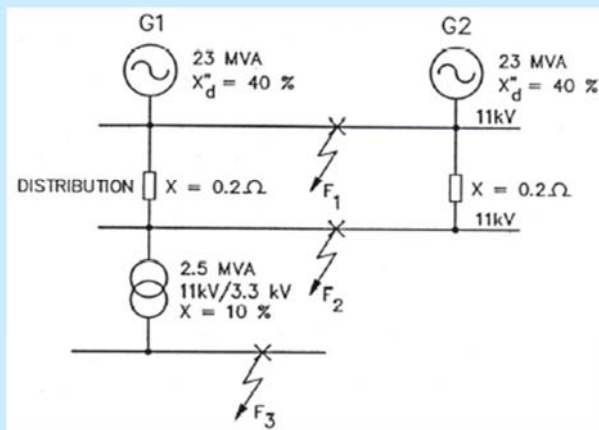 G1
G2
23 MVA
X"d = 40 %
23 MVA
X"d = 40 %
11kV
F1
DISTRIBUTION
X = 0.2Ω
X = 0.2Ω
11kV
F2
2.5 MVA
11kV/3.3 kV
X = 10 %
F3